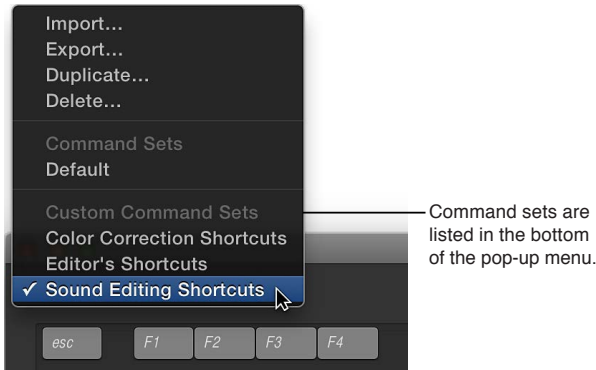 Import...
Export...
Duplicate...
Delete...
Command Sets
Default
Custom Command Sets
Color Correction Shortcuts
Editor's Shortcuts
✓ Sound Editing Shortcuts
Command sets are
listed in the bottom
of the pop-up menu.
esc F1 F2 F3 F4